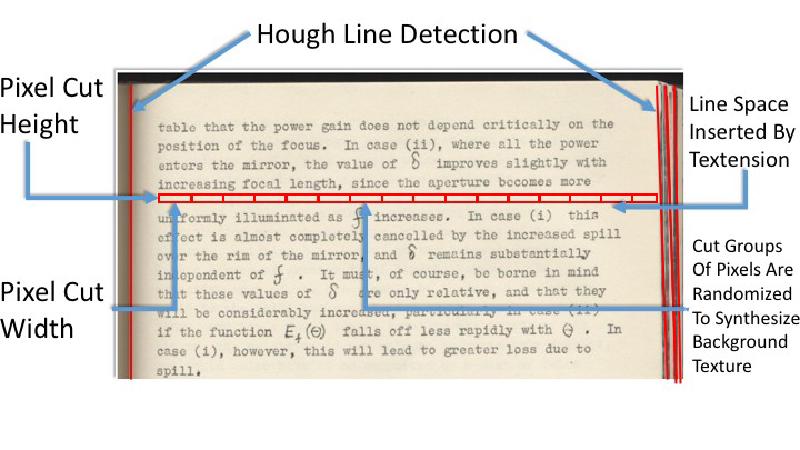 Hough Line Detection
Pixel Cut
Height
Line Space
Inserted By
Textension
table that the power gain does not depend critically on the
position of the focus. In case (ii), where all the power
enters the mirror, the value of δ improves slightly with
increasing focal length, since the aperture becomes more
uniformly illuminated as f increases. In case (i) this
effect is almost completely cancelled by the increased spill
over the rim of the mirror, and δ remains substantially
independent of f . It must, of course, be borne in mind
that these values of δ are only relative, and that they
will be considerably increased, particularly in case (ii)
if the function E_f(Θ) falls off less rapidly with Θ . In
case (i), however, this will lead to greater loss due to
spill.
Pixel Cut
Width
Cut Groups
Of Pixels Are
Randomized
To Synthesize
Background
Texture